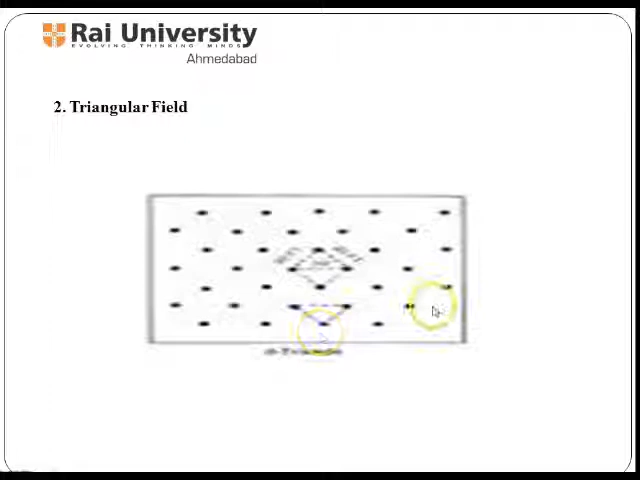 Rai University
EVOLVING THINKING MINDS
Ahmedabad
2. Triangular Field